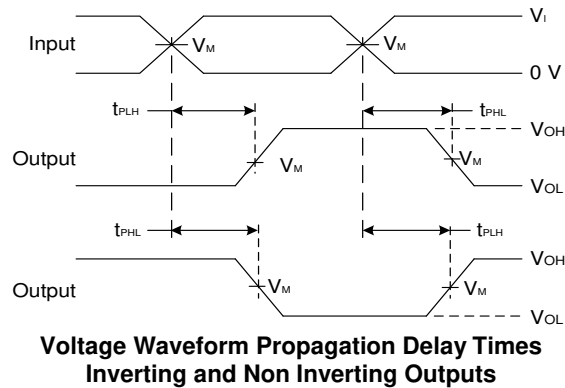 VI
Input VM VM
0 V
tPLH tPHL
VOH
Output VM VM
VOL
tPHL tPLH
VOH
Output VM VM
VOL
Voltage Waveform Propagation Delay Times
Inverting and Non Inverting Outputs